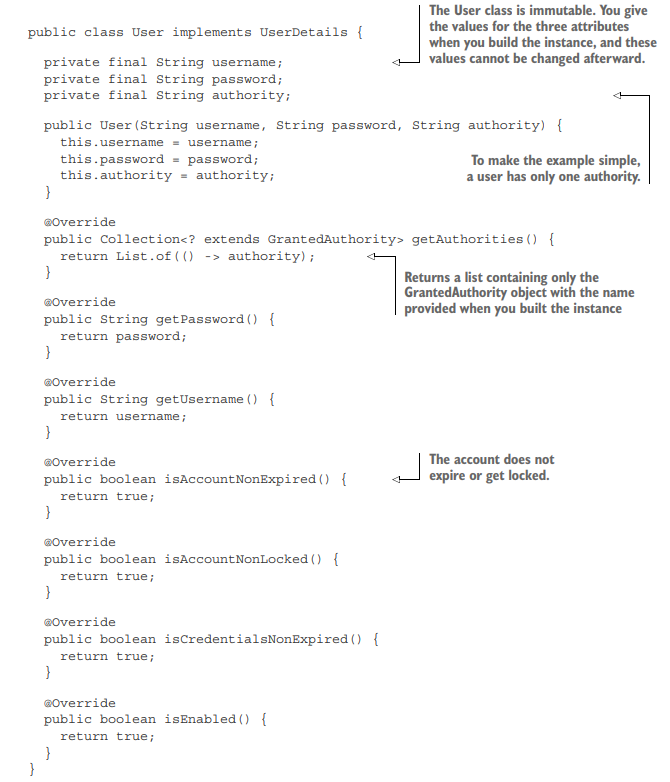 The User class is immutable. You give
the values for the three attributes
when you build the instance, and these
values cannot be changed afterward.
public class User implements UserDetails {
private final String username;
private final String password;
private final String authority;
public User(String username, String password, String authority) {
this.username = username;
this.password = password;
this.authority = authority;
}
To make the example simple,
a user has only one authority.
@Override
public Collection<? extends GrantedAuthority> getAuthorities() {
return List.of(() -> authority);
}
Returns a list containing only the
GrantedAuthority object with the name
provided when you built the instance
@Override
public String getPassword() {
return password;
}
@Override
public String getUsername() {
return username;
}
@Override
public boolean isAccountNonExpired() {
return true;
}
The account does not
expire or get locked.
@Override
public boolean isAccountNonLocked() {
return true;
}
@Override
public boolean isCredentialsNonExpired() {
return true;
}
@Override
public boolean isEnabled() {
return true;
}
}